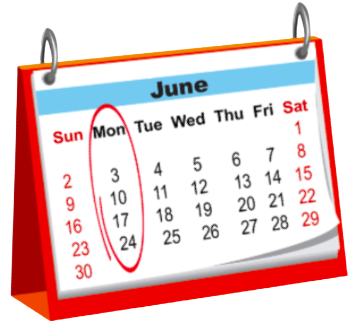 June
Sun Mon Tue Wed Thu Fri Sat
1
2 3 4 5 6 7 8
9 10 11 12 13 14 15
16 17 18 19 20 21 22
23 24 25 26 27 28 29
30